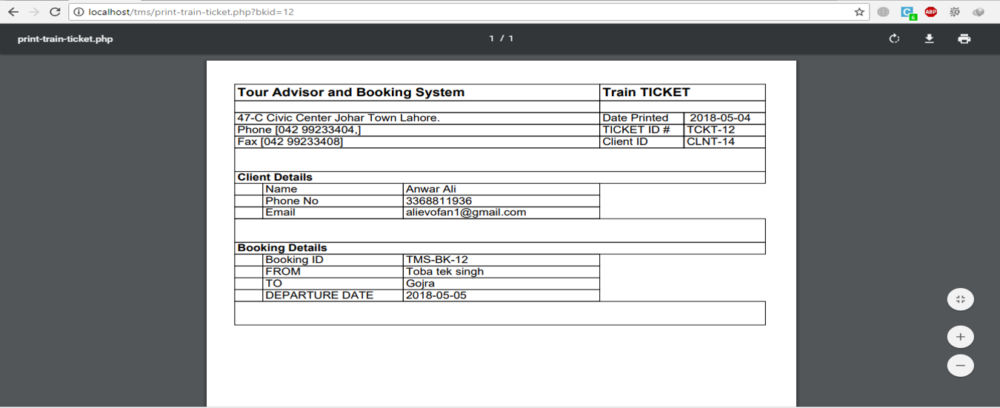 localhost/tms/print-train-ticket.php?bkid=12
6
ABP
print-train-ticket.php 1 / 1
Tour Advisor and Booking System Train TICKET
47-C Civic Center Johar Town Lahore. Date Printed 2018-05-04
Phone [042 99233404,] TICKET ID # TCKT-12
Fax [042 99233408] Client ID CLNT-14
Client Details
Name Anwar Ali
Phone No 3368811936
Email alievofan1@gmail.com
Booking Details
Booking ID TMS-BK-12
FROM Toba tek singh
TO Gojra
DEPARTURE DATE 2018-05-05